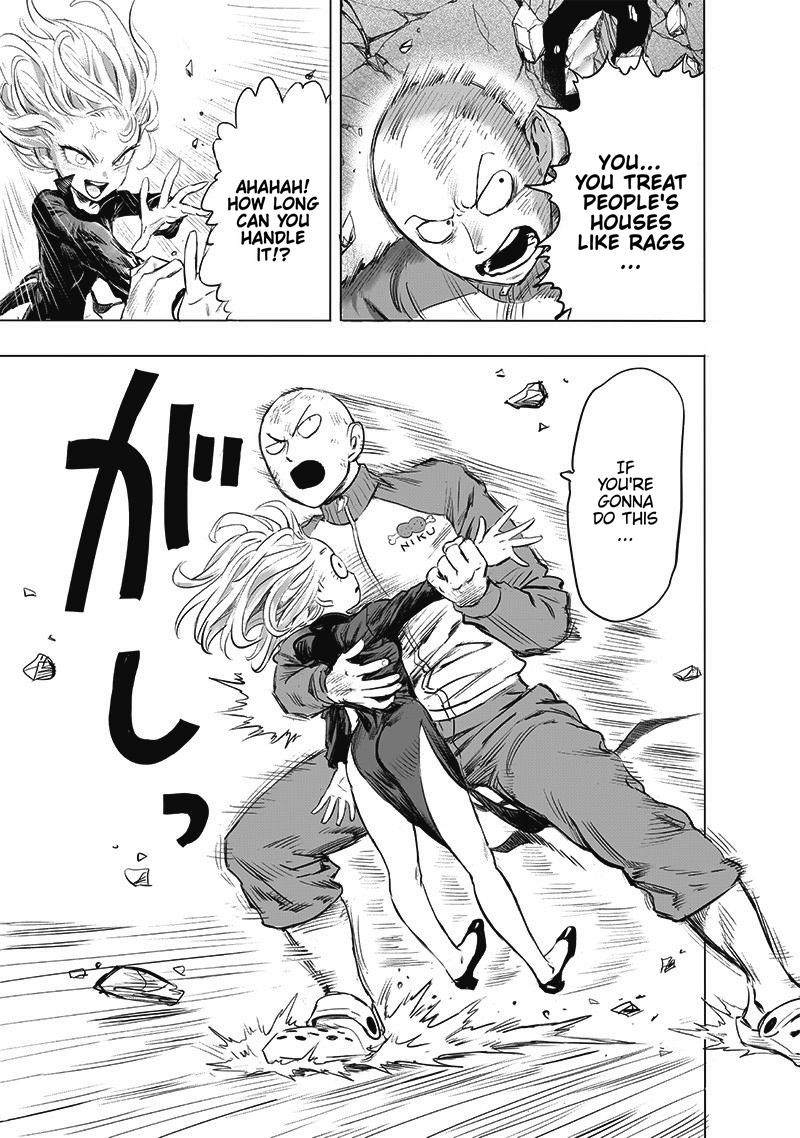 YOU...
YOU TREAT
PEOPLE'S
HOUSES
LIKE RAGS
...
AHAHAH!
HOW LONG
CAN YOU
HANDLE
IT!?
IF
YOU'RE
GONNA
DO THIS
...
NIKU
がしっ